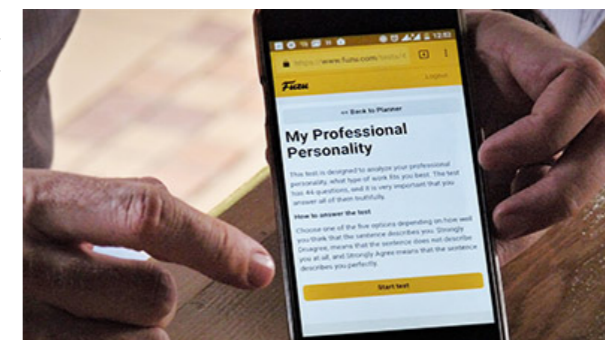 12:52
https://www.fuzu.com/tests/4
Fuzu
Logout
<< Back to Planner
My Professional
Personality
This test is designed to analyze your professional
personality, what type of work fits you best. The test
has 44 questions, and it is very important that you
answer all of them truthfully.
How to answer the test
Choose one of the five options depending on how well
you think that the sentence describes you. Strongly
Disagree, means that the sentence does not describe
you at all, and Strongly Agree means that the sentence
describes you perfectly.
Start test